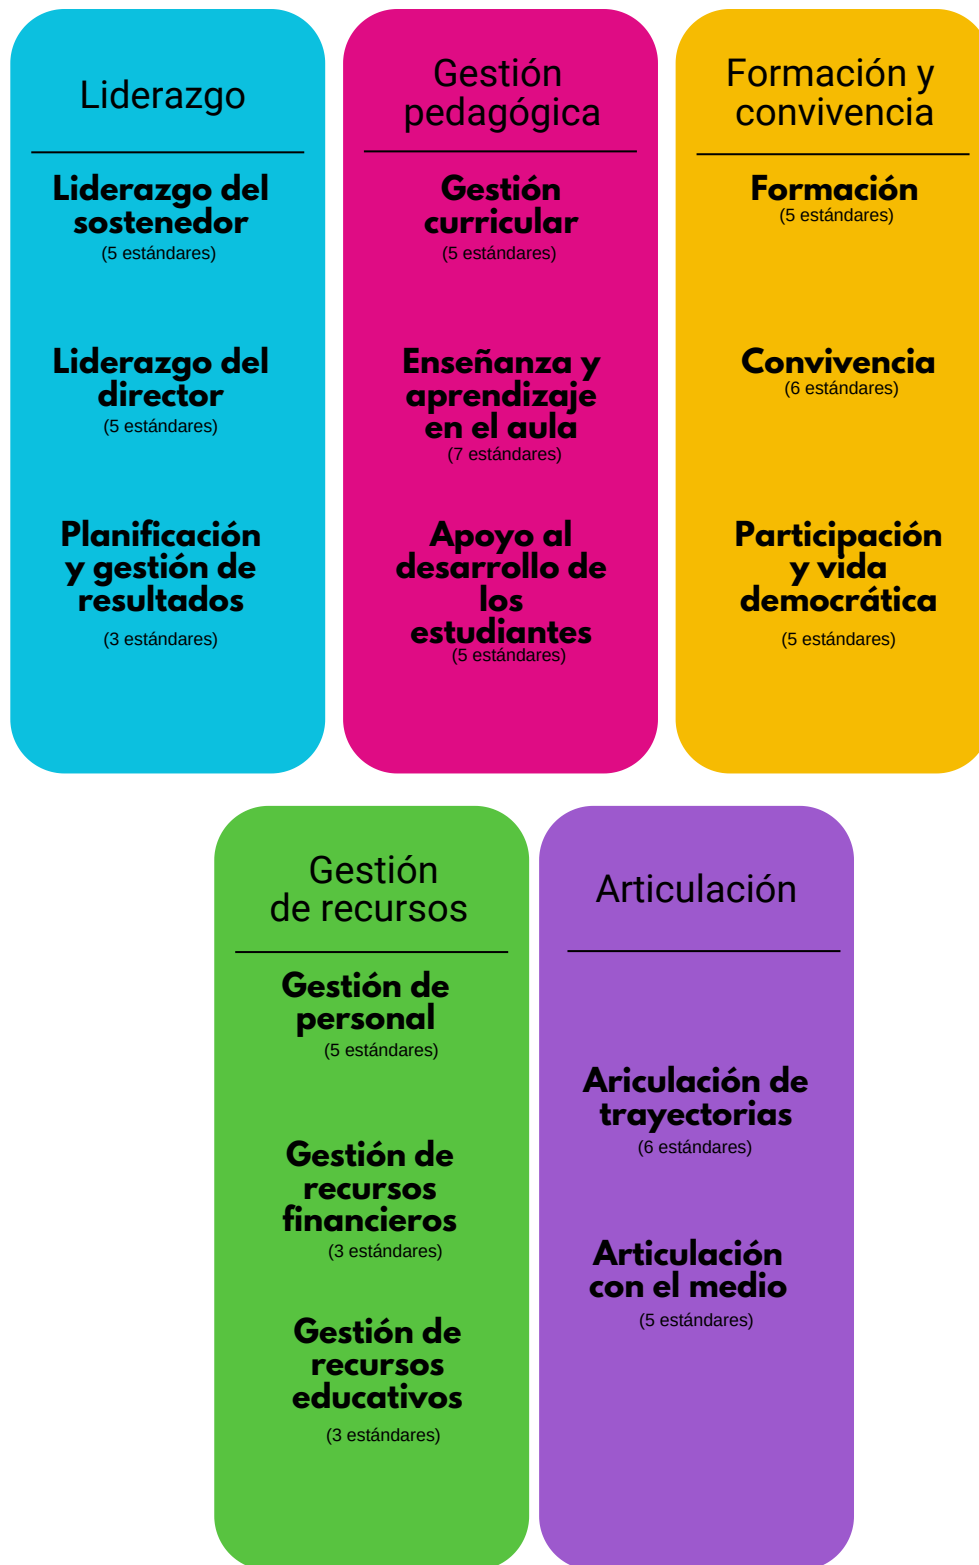 Liderazgo
Liderazgo del
sostenedor
(5 estándares)
Liderazgo del
director
(5 estándares)
Planificación
y gestión de
resultados
(3 estándares)
Gestión
pedagógica
Gestión
curricular
(5 estándares)
Enseñanza y
aprendizaje
en el aula
(7 estándares)
Apoyo al
desarrollo de
los
estudiantes
(5 estándares)
Formación y
convivencia
Formación
(5 estándares)
Convivencia
(6 estándares)
Participación
y vida
democrática
(5 estándares)
Gestión
de recursos
Gestión de
personal
(5 estándares)
Gestión de
recursos
financieros
(3 estándares)
Gestión de
recursos
educativos
(3 estándares)
Articulación
Ariculación de
trayectorias
(6 estándares)
Articulación
con el medio
(5 estándares)